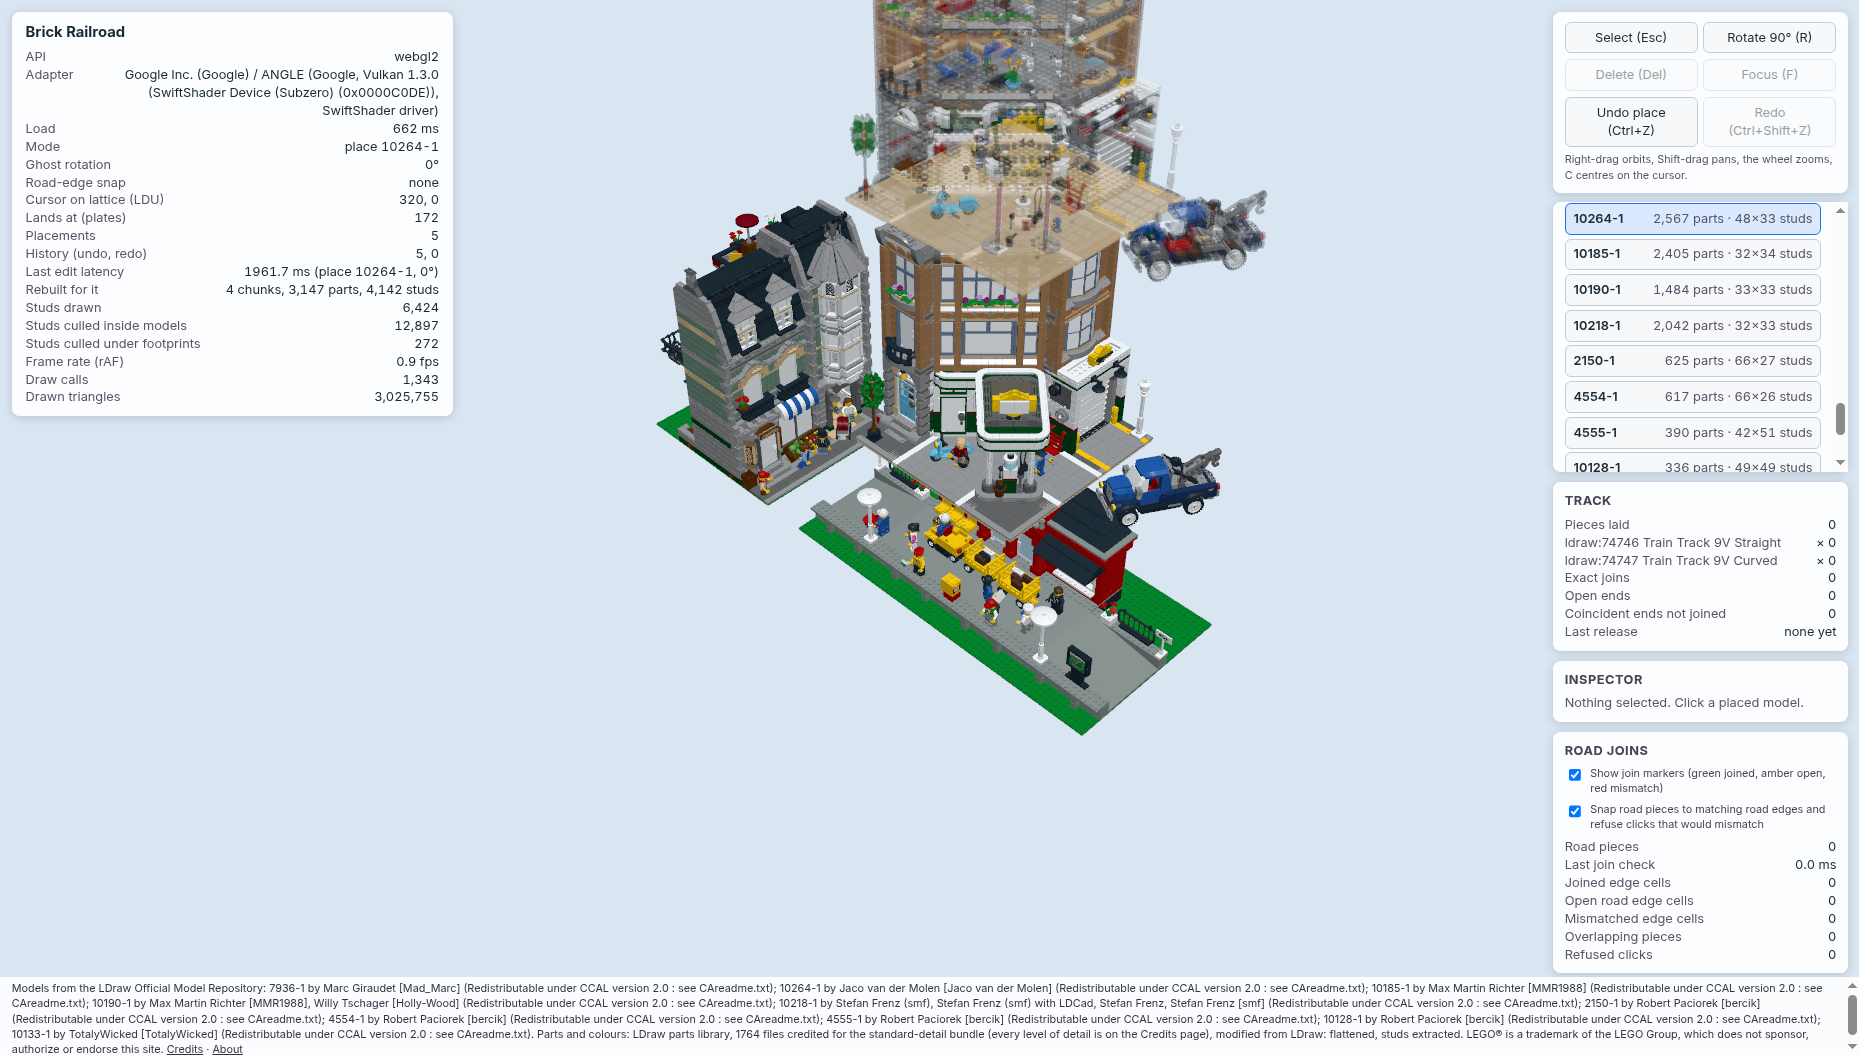 Brick Railroad
API webgl2
Adapter Google Inc. (Google) / ANGLE (Google, Vulkan 1.3.0
(SwiftShader Device (Subzero) (0x0000C0DE)),
SwiftShader driver)
Load 662 ms
Mode place 10264-1
Ghost rotation 0°
Road-edge snap none
Cursor on lattice (LDU) 320, 0
Lands at (plates) 172
Placements 5
History (undo, redo) 5, 0
Last edit latency 1961.7 ms (place 10264-1, 0°)
Rebuilt for it 4 chunks, 3,147 parts, 4,142 studs
Studs drawn 6,424
Studs culled inside models 12,897
Studs culled under footprints 272
Frame rate (rAF) 0.9 fps
Draw calls 1,343
Drawn triangles 3,025,755
Select (Esc) Rotate 90° (R)
Delete (Del) Focus (F)
Undo place
(Ctrl+Z)
Redo
(Ctrl+Shift+Z)
Right-drag orbits, Shift-drag pans, the wheel zooms,
C centres on the cursor.
10264-1 2,567 parts · 48×33 studs
10185-1 2,405 parts · 32×34 studs
10190-1 1,484 parts · 33×33 studs
10218-1 2,042 parts · 32×33 studs
2150-1 625 parts · 66×27 studs
4554-1 617 parts · 66×26 studs
4555-1 390 parts · 42×51 studs
10128-1 336 parts · 49×49 studs
TRACK
Pieces laid 0
ldraw:74746 Train Track 9V Straight × 0
ldraw:74747 Train Track 9V Curved × 0
Exact joins 0
Open ends 0
Coincident ends not joined 0
Last release none yet
INSPECTOR
Nothing selected. Click a placed model.
ROAD JOINS
Show join markers (green joined, amber open,
red mismatch)
Snap road pieces to matching road edges and
refuse clicks that would mismatch
Road pieces 0
Last join check 0.0 ms
Joined edge cells 0
Open road edge cells 0
Mismatched edge cells 0
Overlapping pieces 0
Refused clicks 0
Models from the LDraw Official Model Repository: 7936-1 by Marc Giraudet [Mad_Marc] (Redistributable under CCAL version 2.0 : see CAreadme.txt); 10264-1 by Jaco van der Molen [Jaco van der Molen] (Redistributable under CCAL version 2.0 : see CAreadme.txt); 10185-1 by Max Martin Richter [MMR1988] (Redistributable under CCAL version 2.0 : see
CAreadme.txt); 10190-1 by Max Martin Richter [MMR1988], Willy Tschager [Holly-Wood] (Redistributable under CCAL version 2.0 : see CAreadme.txt); 10218-1 by Stefan Frenz (smf), Stefan Frenz (smf) with LDCad, Stefan Frenz, Stefan Frenz [smf] (Redistributable under CCAL version 2.0 : see CAreadme.txt); 2150-1 by Robert Paciorek [bercik]
(Redistributable under CCAL version 2.0 : see CAreadme.txt); 4554-1 by Robert Paciorek [bercik] (Redistributable under CCAL version 2.0 : see CAreadme.txt); 4555-1 by Robert Paciorek [bercik] (Redistributable under CCAL version 2.0 : see CAreadme.txt); 10128-1 by Robert Paciorek [bercik] (Redistributable under CCAL version 2.0 : see CAreadme.txt);
10133-1 by TotalyWicked [TotalyWicked] (Redistributable under CCAL version 2.0 : see CAreadme.txt). Parts and colours: LDraw parts library, 1764 files credited for the standard-detail bundle (every level of detail is on the Credits page), modified from LDraw: flattened, studs extracted. LEGO® is a trademark of the LEGO Group, which does not sponsor,
authorize or endorse this site. Credits · About